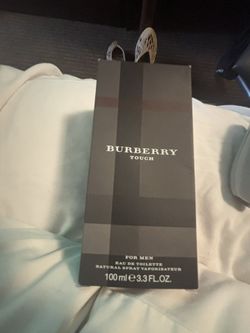 BURBERRY
TOUCH
FOR MEN
EAU DE TOILETTE
NATURAL SPRAY VAPORISATEUR
100 ml ℮ 3.3 FL.OZ.